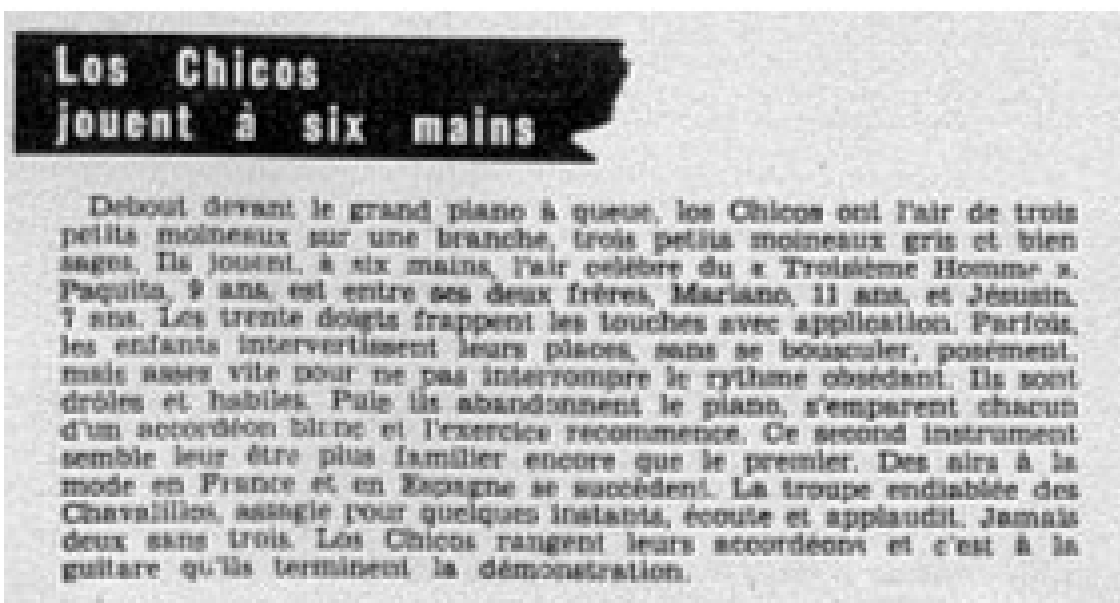 Los Chicos
jouent à six mains
Debout devant le grand piano à queue, los Chicos ont l'air de trois
petits moineaux sur une branche, trois petits moineaux gris et bien
sages. Ils jouent, à six mains, l'air célèbre du « Troisième Homme ».
Paquito, 9 ans, est entre ses deux frères, Mariano, 11 ans, et Jésusin,
7 ans. Les trente doigts frappent les touches avec application. Parfois,
les enfants intervertissent leurs places, sans se bousculer, posément,
mais assez vite pour ne pas interrompre le rythme obsédant. Ils sont
drôles et habiles. Puis ils abandonnent le piano, s'emparent chacun
d'un accordéon blanc et l'exercice recommence. Ce second instrument
semble leur être plus familier encore que le premier. Des airs à la
mode en France et en Espagne se succèdent. La troupe endiablée des
Chavalillos, assagie pour quelques instants, écoute et applaudit. Jamais
deux sans trois. Los Chicos rangent leurs accordéons et c'est à la
guitare qu'ils terminent la démonstration.